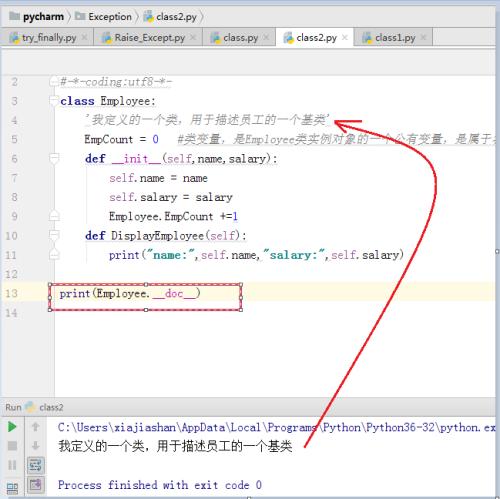 pycharm Exception class2.py
try_finally.py Raise_Except.py class.py class2.py class1.py
2 #-*-coding:utf8-*-
3 class Employee:
4 '我定义的一个类，用于描述员工的一个基类'
5 EmpCount = 0 #类变量，是Employee类实例对象的一个公有变量，是属于
6 def __init__(self,name,salary):
7 self.name = name
8 self.salary = salary
9 Employee.EmpCount +=1
10 def DisplayEmployee(self):
11 print("name:",self.name,"salary:",self.salary)
12
13 print(Employee.__doc__)
14
Run class2
C:\Users\xiajiashan\AppData\Local\Programs\Python\Python36-32\python.ex
我定义的一个类，用于描述员工的一个基类
Process finished with exit code 0